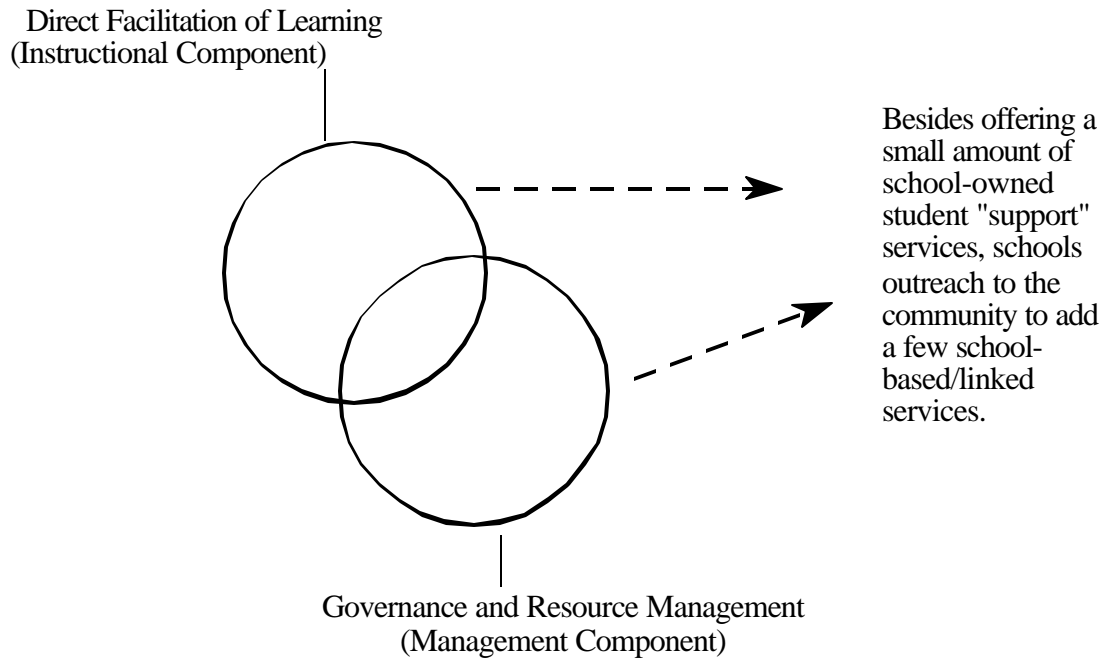 Direct Facilitation of Learning
(Instructional Component)
Besides offering a
small amount of
school-owned
student "support"
services, schools
outreach to the
community to add
a few school-
based/linked
services.
Governance and Resource Management
(Management Component)